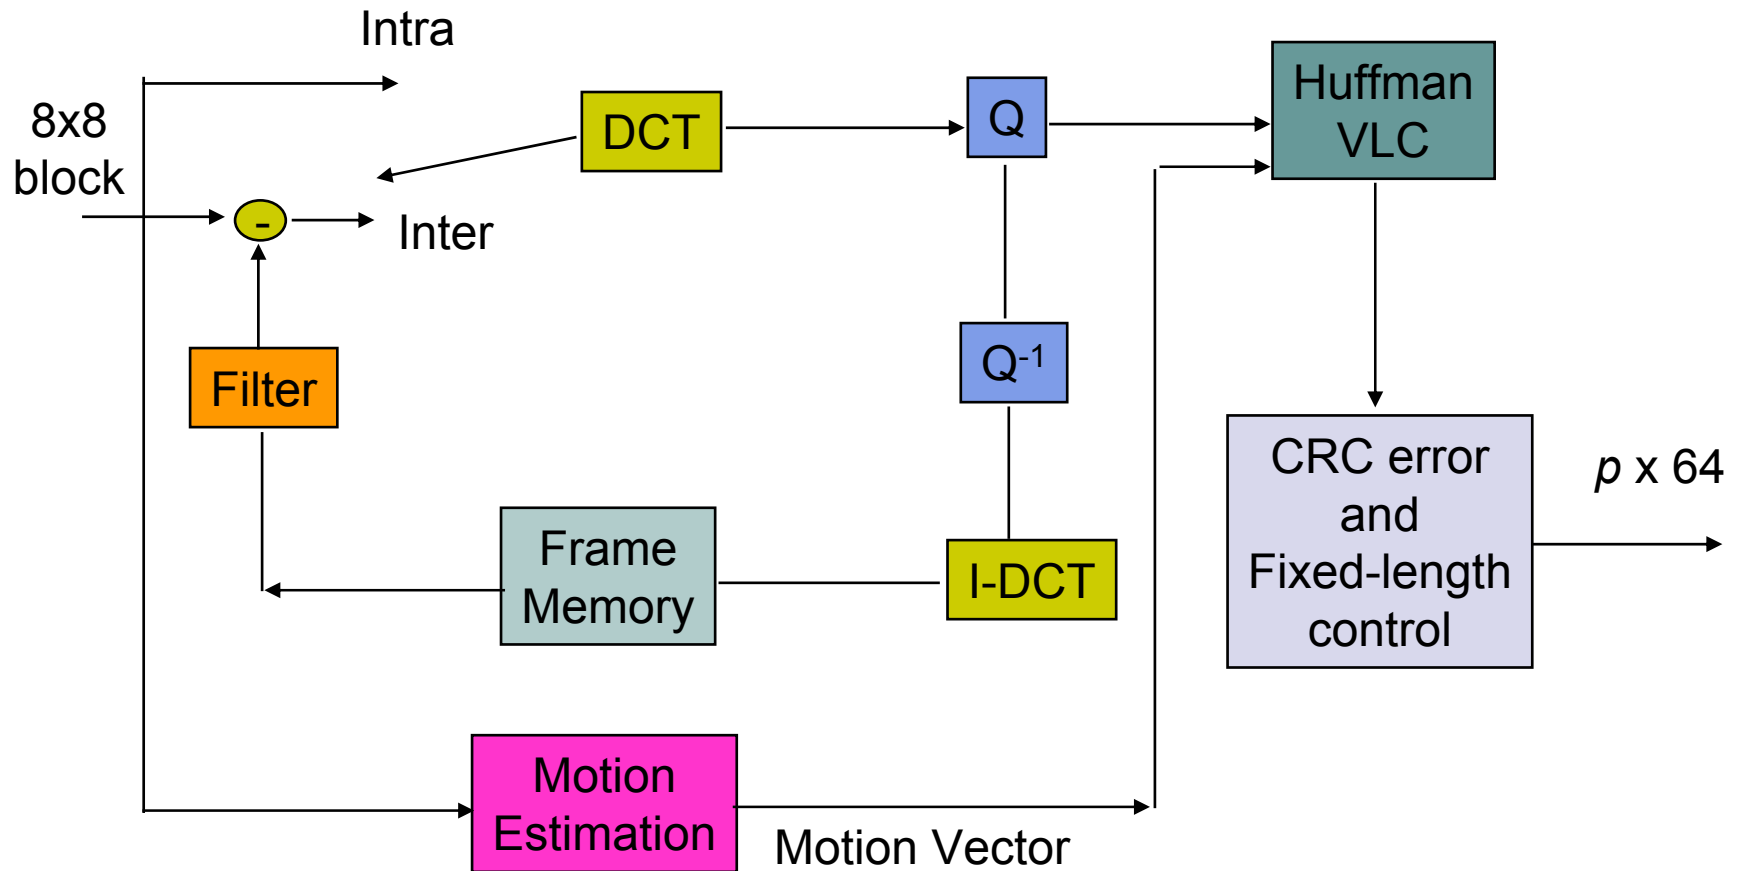 Intra
8x8
block
DCT
Q
Huffman
VLC
-
Inter
Filter
Q-1
CRC error
and
Fixed-length
control
p x 64
Frame
Memory
I-DCT
Motion
Estimation
Motion Vector